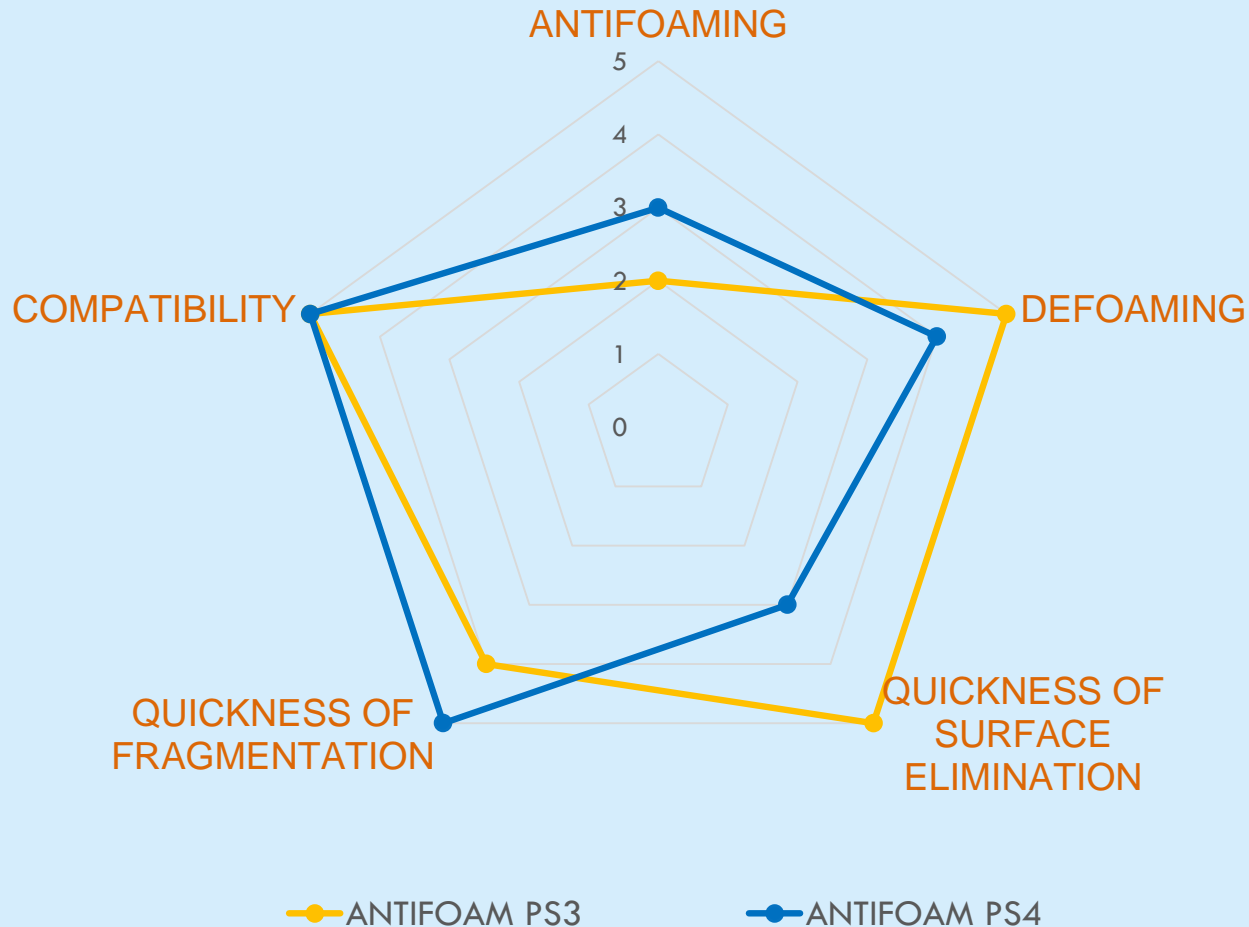 ANTIFOAMING
5
4
3
2
1
0
COMPATIBILITY
DEFOAMING
QUICKNESS OF
FRAGMENTATION
QUICKNESS OF
SURFACE
ELIMINATION
ANTIFOAM PS3
ANTIFOAM PS4